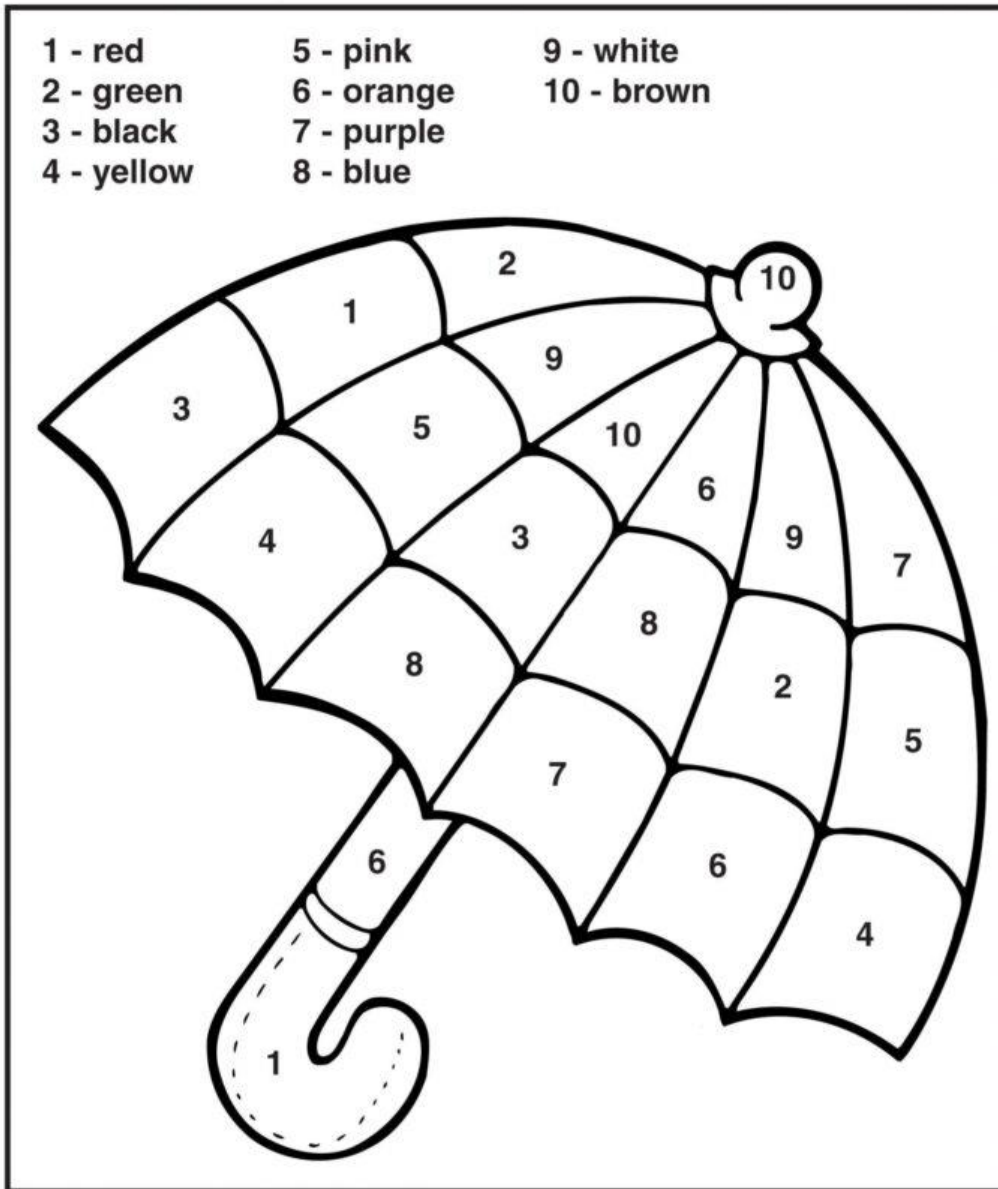 1 - red
2 - green
3 - black
4 - yellow
5 - pink
6 - orange
7 - purple
8 - blue
9 - white
10 - brown
2
10
1
9
3
5
10
6
3
9
4
7
8
8
2
5
7
6
6
4
1